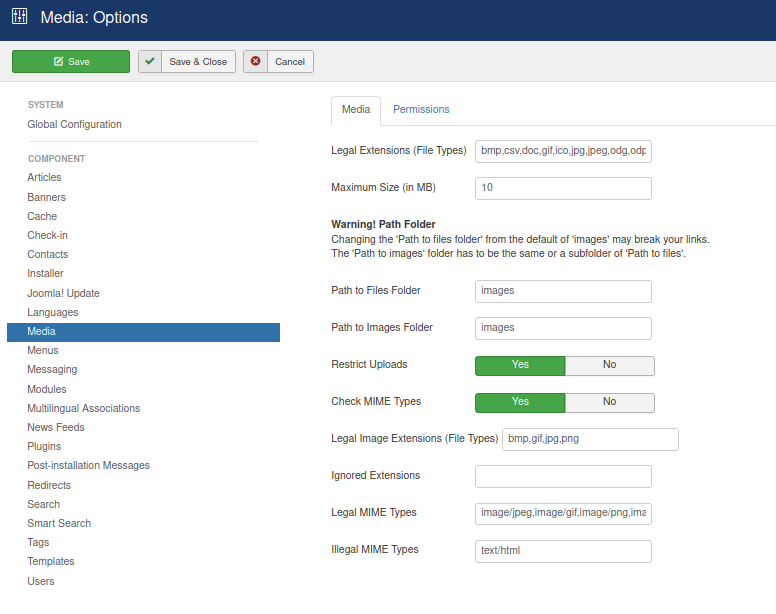 Media: Options
Save
Save & Close
Cancel
SYSTEM
Global Configuration
COMPONENT
Articles
Banners
Cache
Check-in
Contacts
Installer
Joomla! Update
Languages
Media
Menus
Messaging
Modules
Multilingual Associations
News Feeds
Plugins
Post-installation Messages
Redirects
Search
Smart Search
Tags
Templates
Users
Media Permissions
Legal Extensions (File Types) bmp,csv,doc,gif,ico,jpg,jpeg,odg,odp
Maximum Size (in MB) 10
Warning! Path Folder
Changing the 'Path to files folder' from the default of 'images' may break your links.
The 'Path to images' folder has to be the same or a subfolder of 'Path to files'.
Path to Files Folder images
Path to Images Folder images
Restrict Uploads Yes No
Check MIME Types Yes No
Legal Image Extensions (File Types) bmp,gif,jpg,png
Ignored Extensions
Legal MIME Types image/jpeg,image/gif,image/png,ima
Illegal MIME Types text/html